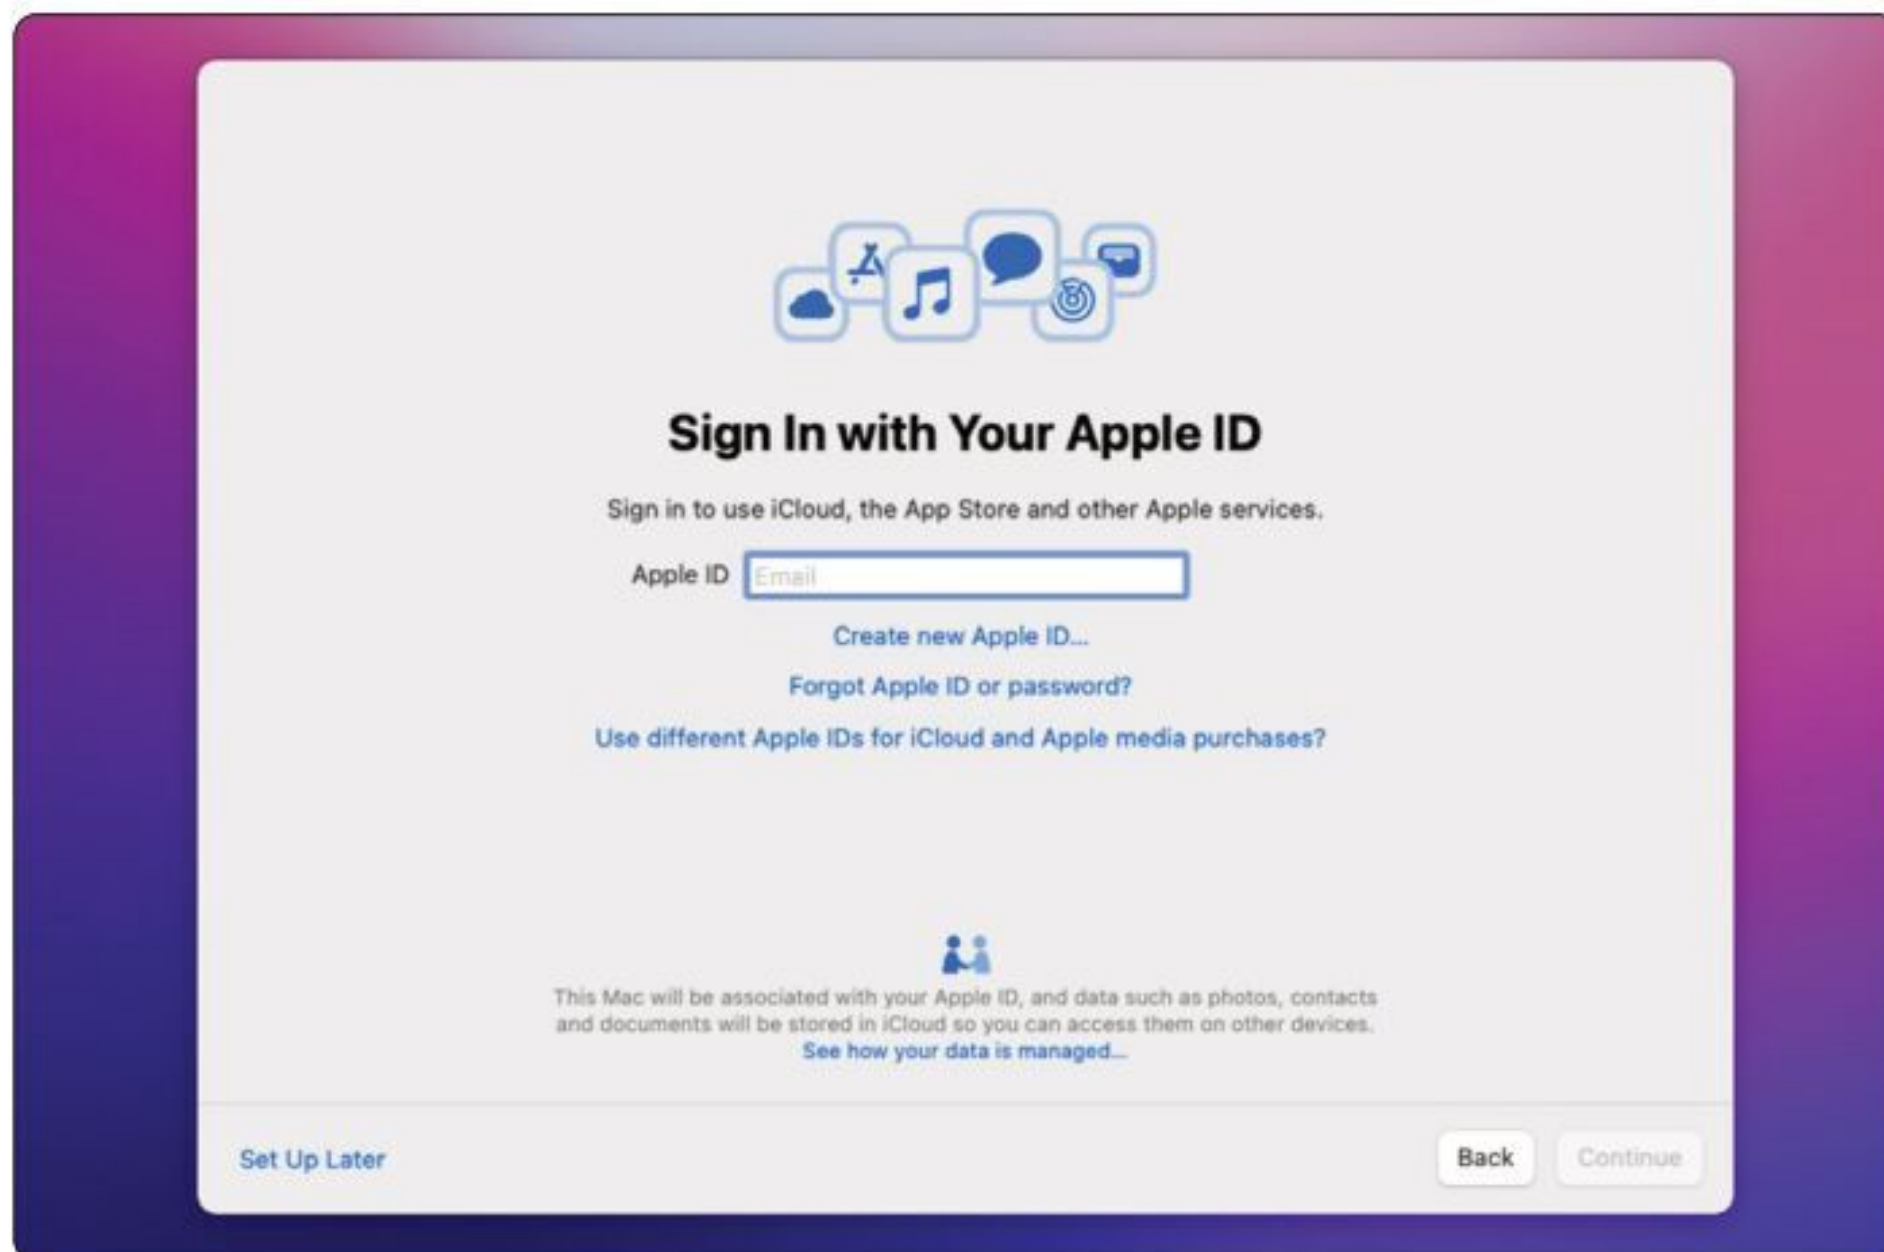 Sign In with Your Apple ID
Sign in to use iCloud, the App Store and other Apple services.
Apple ID Email
Create new Apple ID...
Forgot Apple ID or password?
Use different Apple IDs for iCloud and Apple media purchases?
This Mac will be associated with your Apple ID, and data such as photos, contacts
and documents will be stored in iCloud so you can access them on other devices.
See how your data is managed...
Set Up Later Back Continue